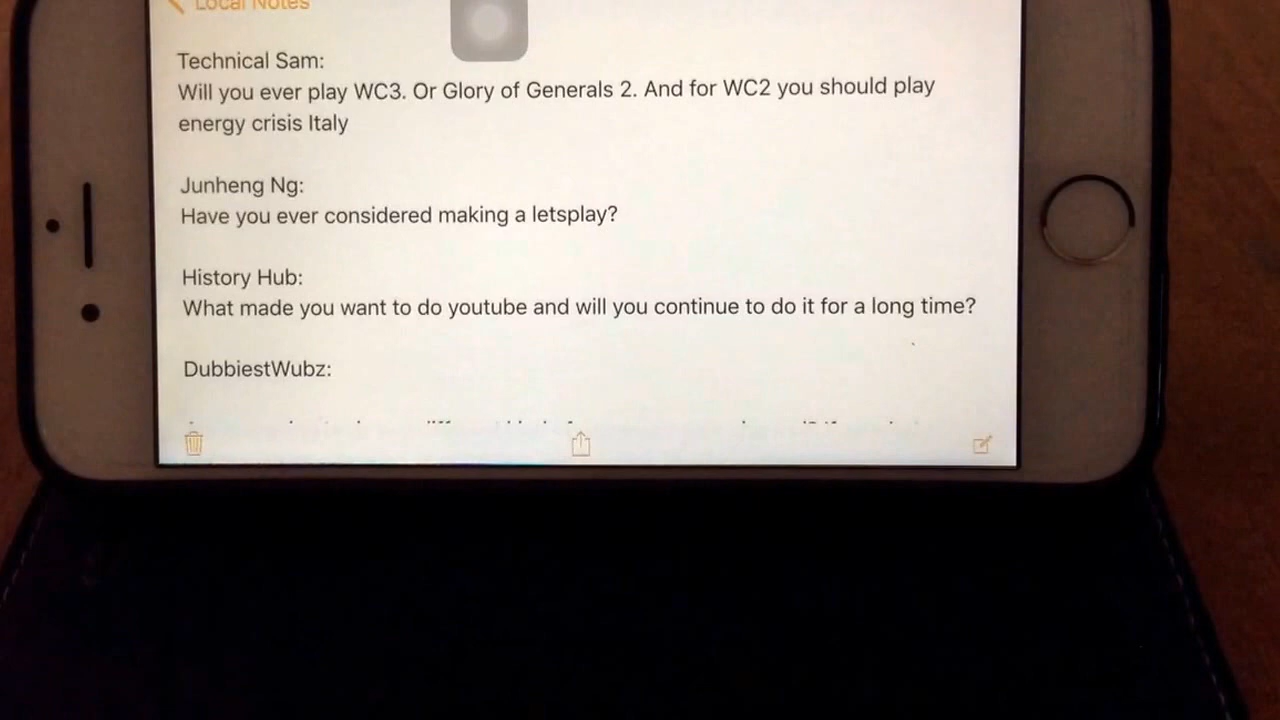 Local Notes
Technical Sam:
Will you ever play WC3. Or Glory of Generals 2. And for WC2 you should play
energy crisis Italy
Junheng Ng:
Have you ever considered making a letsplay?
History Hub:
What made you want to do youtube and will you continue to do it for a long time?
DubbiestWubz: